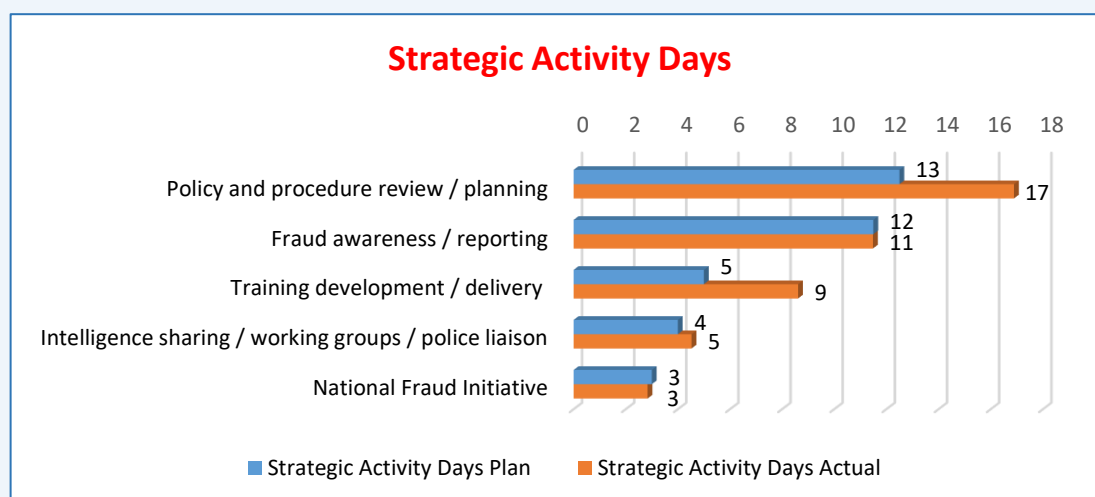 Strategic Activity Days
0 2 4 6 8 10 12 14 16 18
Policy and procedure review / planning 13
17
Fraud awareness / reporting 12
11
Training development / delivery 5
9
Intelligence sharing / working groups / police liaison 4
5
National Fraud Initiative 3
3
Strategic Activity Days Plan Strategic Activity Days Actual